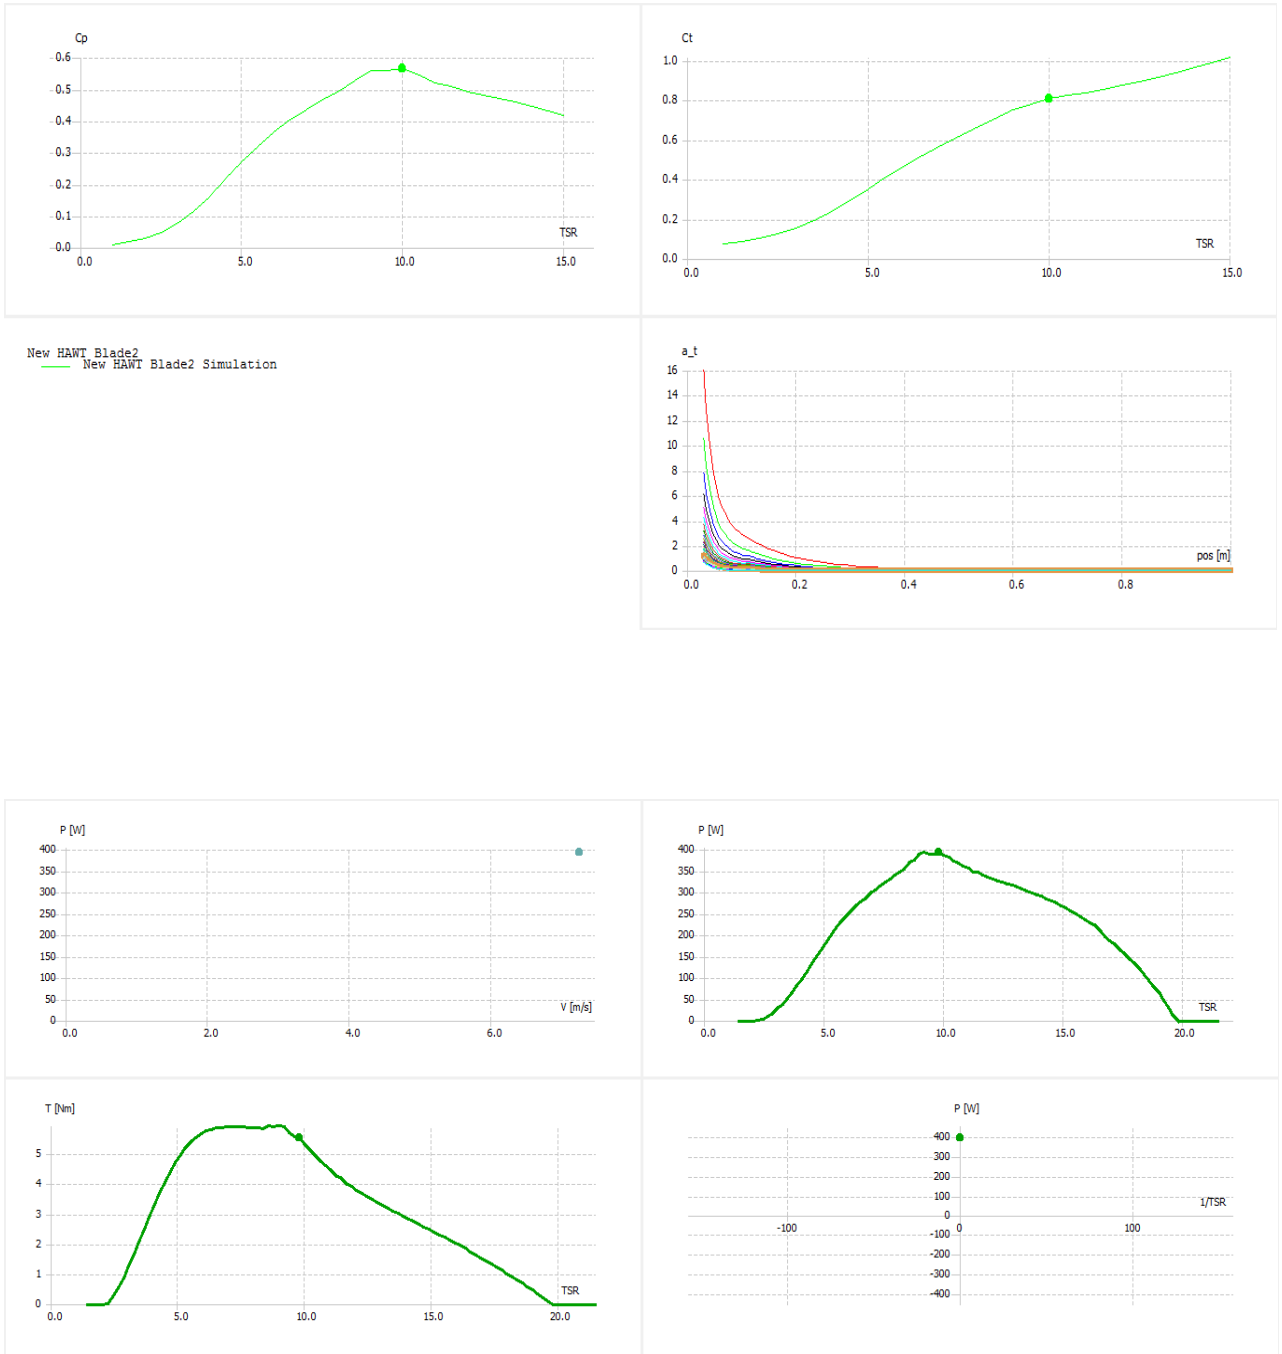 Cp
0.6
0.5
0.4
0.3
0.2
0.1
0.0
TSR
0.0 5.0 10.0 15.0
Ct
1.0
0.8
0.6
0.4
0.2
0.0
TSR
0.0 5.0 10.0 15.0
New HAWT Blade2
New HAWT Blade2 Simulation
a_t
16
14
12
10
8
6
4
2
0
pos [m]
0.0 0.2 0.4 0.6 0.8
P [W]
400
350
300
250
200
150
100
50
0
V [m/s]
0.0 2.0 4.0 6.0
P [W]
400
350
300
250
200
150
100
50
0
TSR
0.0 5.0 10.0 15.0 20.0
T [Nm]
5
4
3
2
1
0
TSR
0.0 5.0 10.0 15.0 20.0
P [W]
400
300
200
100
0
1/TSR
-100 0 100
-100
-200
-300
-400